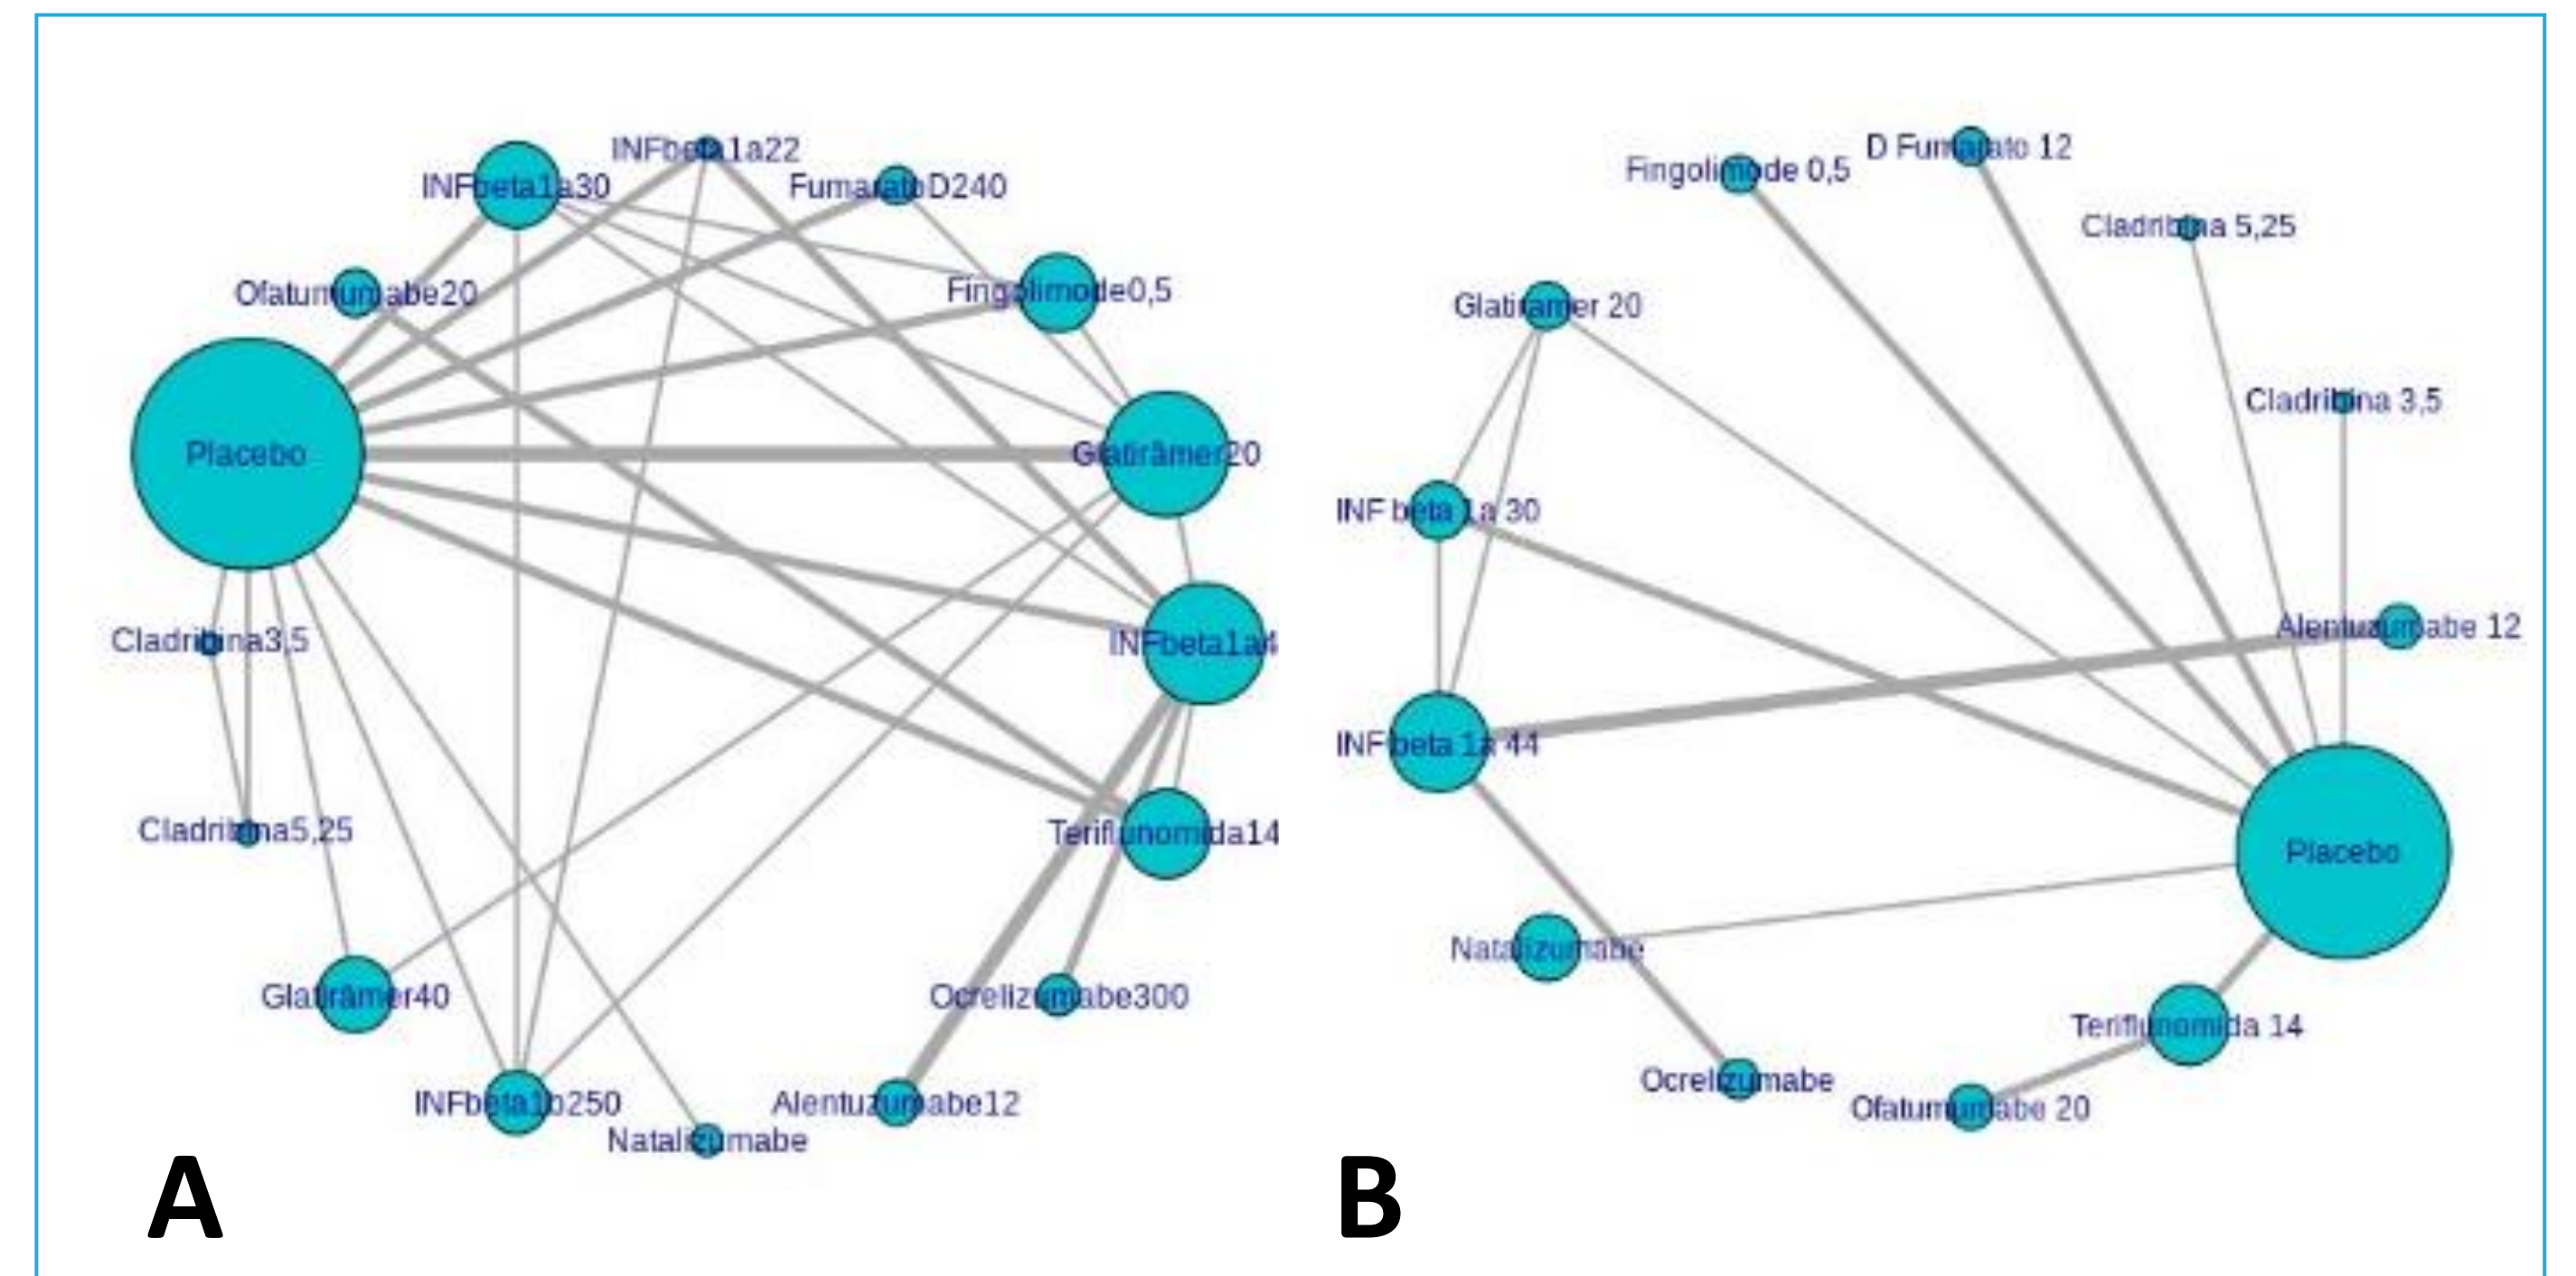 INFbeta1a22
INFbeta1a30
FumaratoD240
Ofatumumabe20
Fingolimode0,5
Placebo
Glatirâmer20
Cladribina3,5
INFbeta1a4
Cladribina5,25
Teriflunomida14
Glatirâmer40
Ocrelizumabe300
INFbeta1b250
Alentuzumabe12
Natalizumabe
A
D Fumarato 12
Fingolimode 0,5
Cladribina 5,25
Glatiramer 20
Cladribina 3,5
INF beta 1a 30
Alentuzumabe 12
INF beta 1a 44
Placebo
Natalizumabe
Teriflunomida 14
Ocrelizumabe
Ofatumumabe 20
B